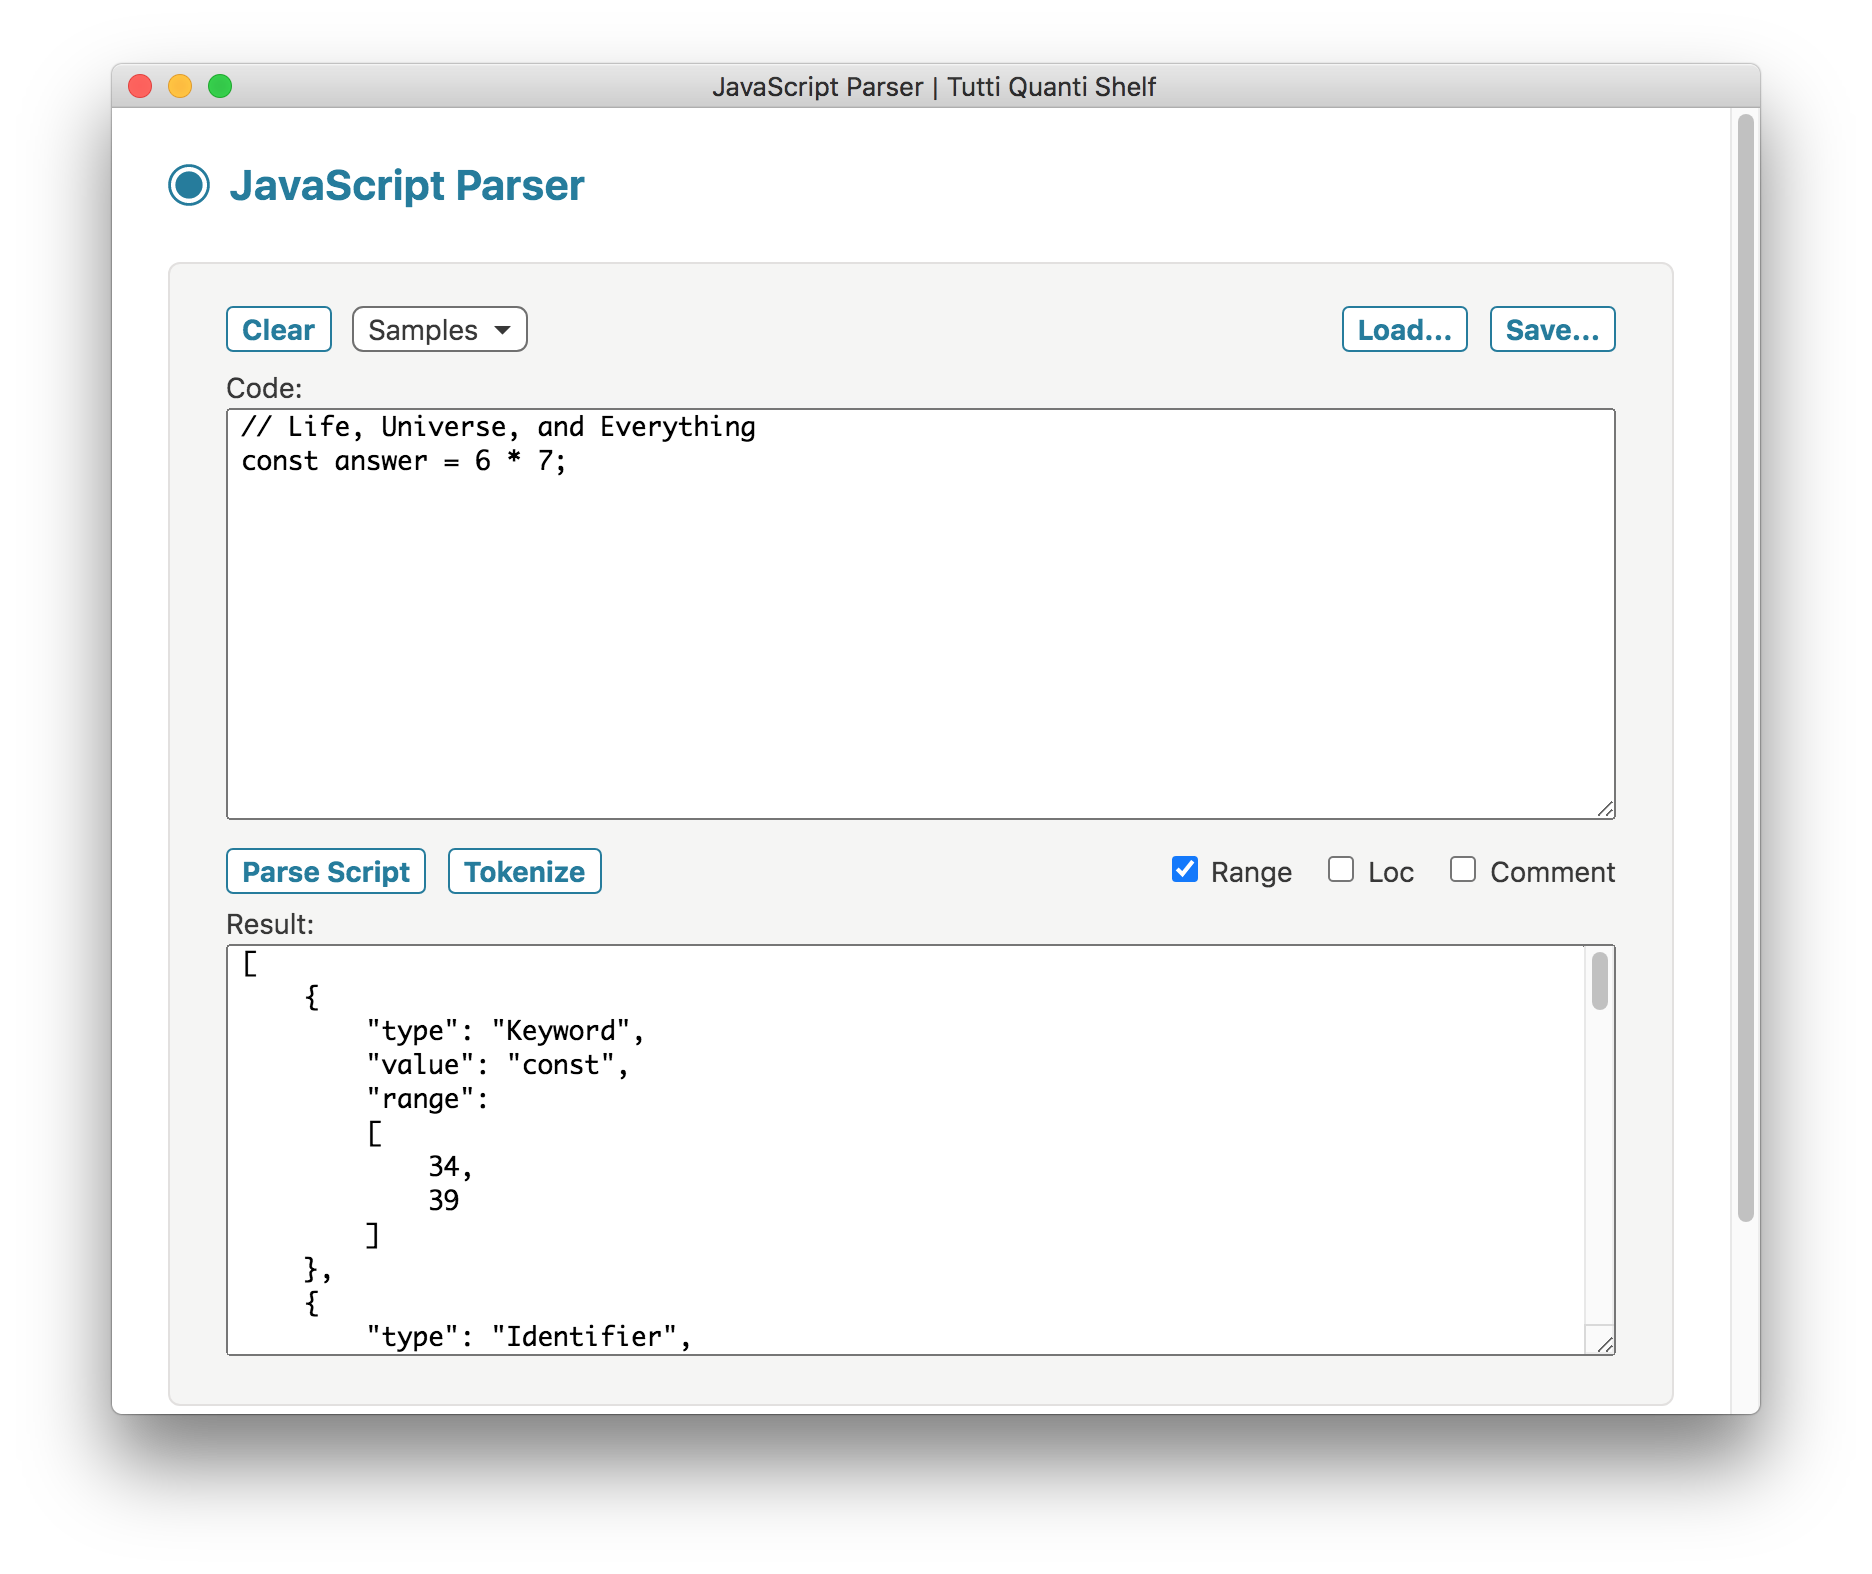 JavaScript Parser | Tutti Quanti Shelf
JavaScript Parser
Clear Samples Load... Save...
Code:
// Life, Universe, and Everything
const answer = 6 * 7;
Parse Script Tokenize Range Loc Comment
Result:
[
    {
        "type": "Keyword",
        "value": "const",
        "range":
        [
            34,
            39
        ]
    },
    {
        "type": "Identifier",